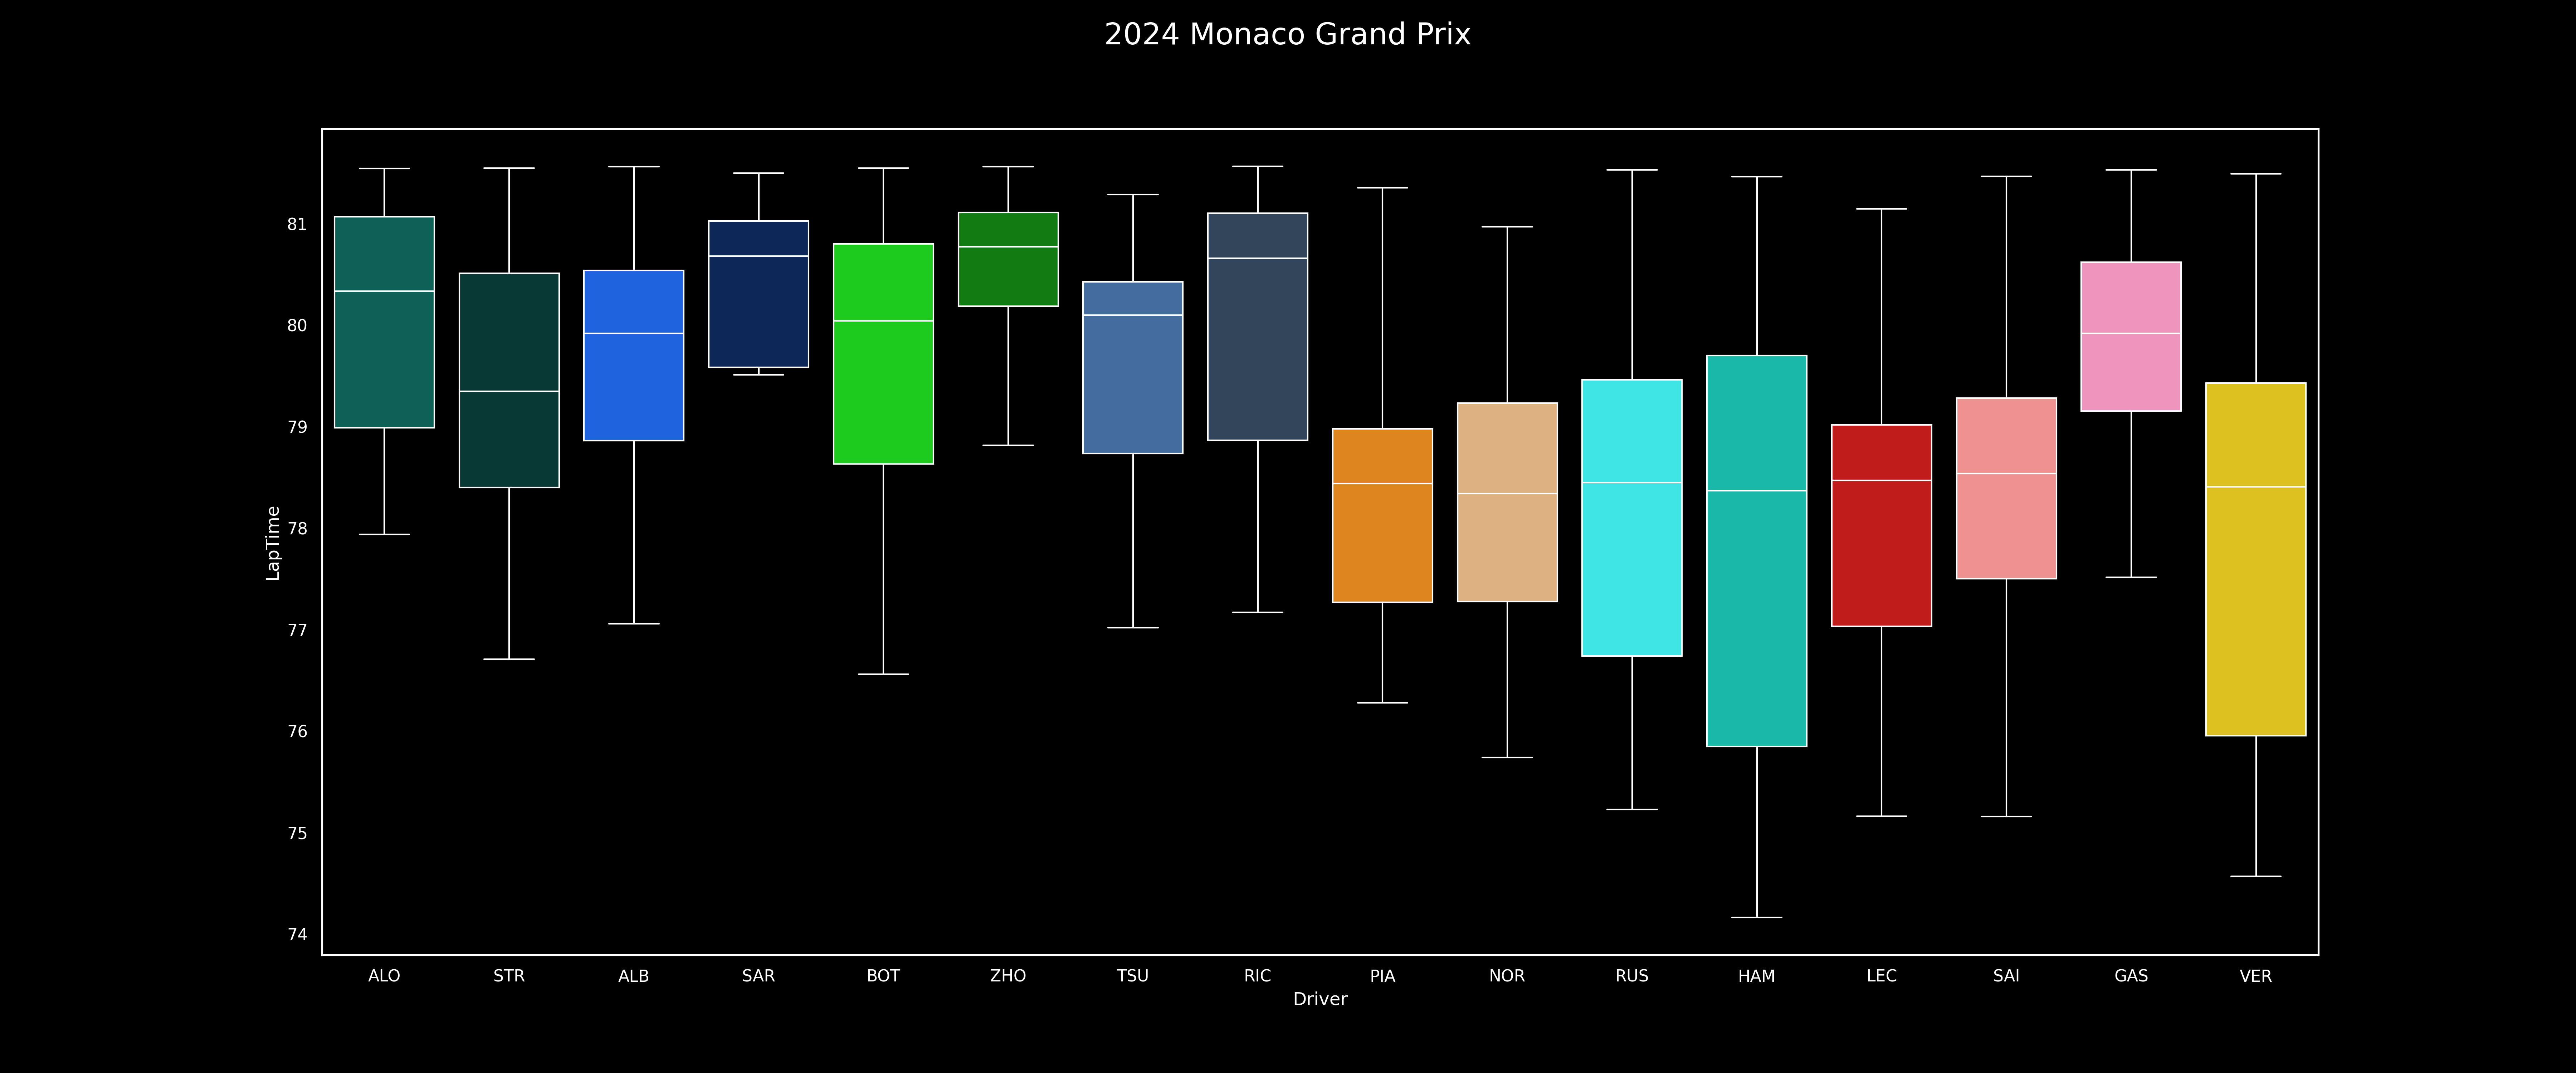 2024 Monaco Grand Prix
LapTime
81
80
79
78
77
76
75
74
ALO STR ALB SAR BOT ZHO TSU RIC PIA NOR RUS HAM LEC SAI GAS VER
Driver